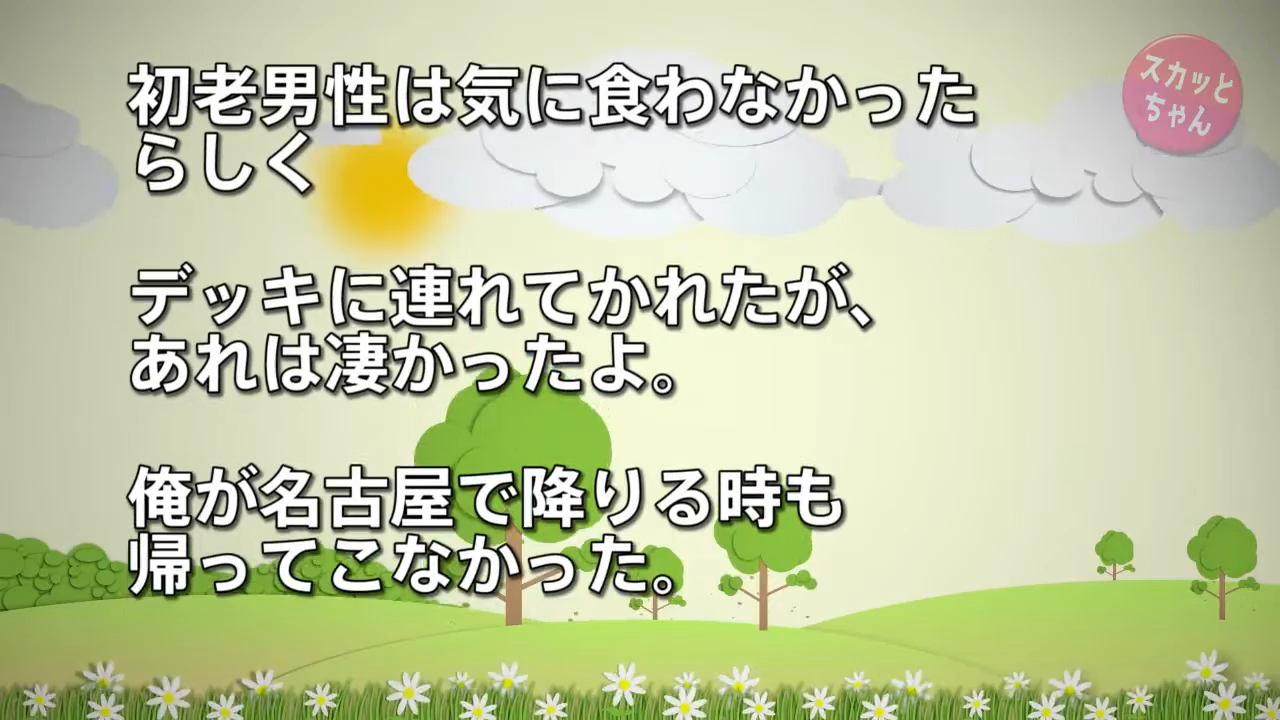 初老男性は気に食わなかった
らしく
デッキに連れてかれたが、
あれは凄かったよ。
俺が名古屋で降りる時も
帰ってこなかった。
スカッと
ちゃん